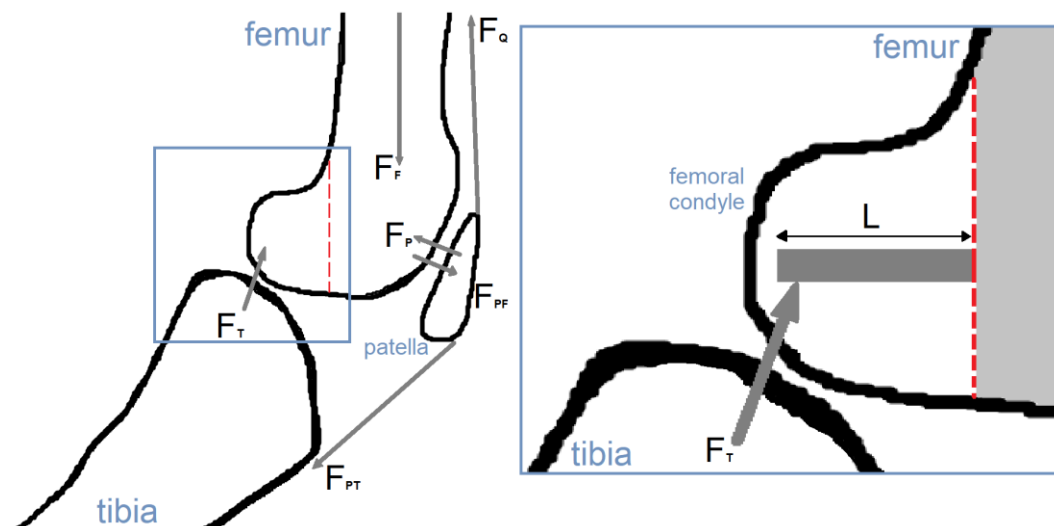 femur
F_Q
F_F
F_P
F_PF
F_T
patella
F_PT
tibia
femur
femoral
condyle
L
F_T
tibia